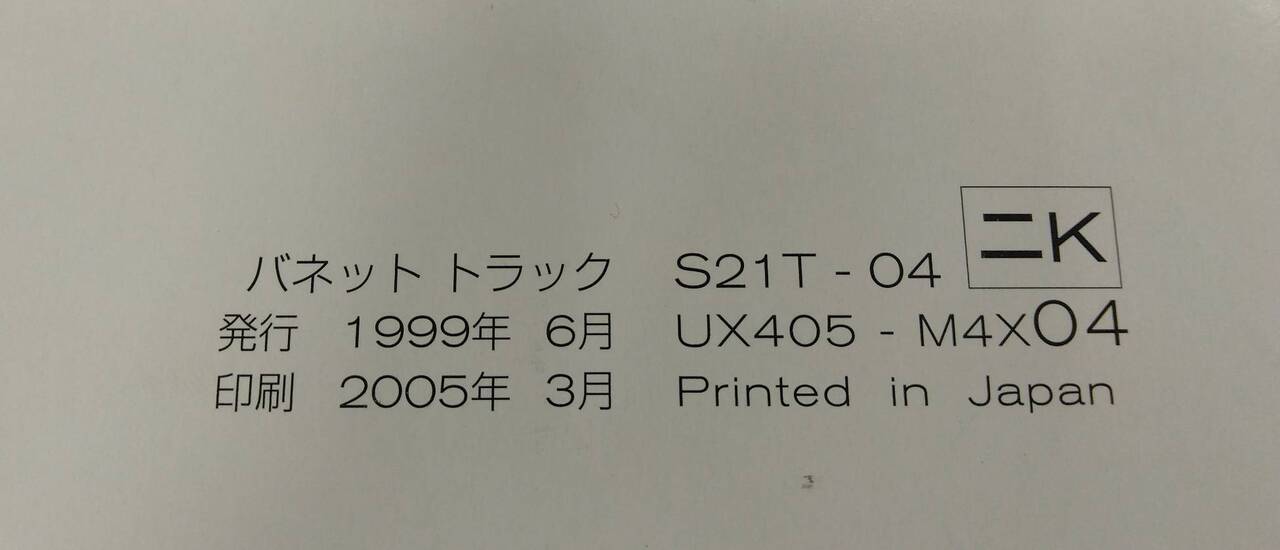 バネット トラック S21T - 04 ニK
発行 1999年 6月 UX405 - M4X04
印刷 2005年 3月 Printed in Japan